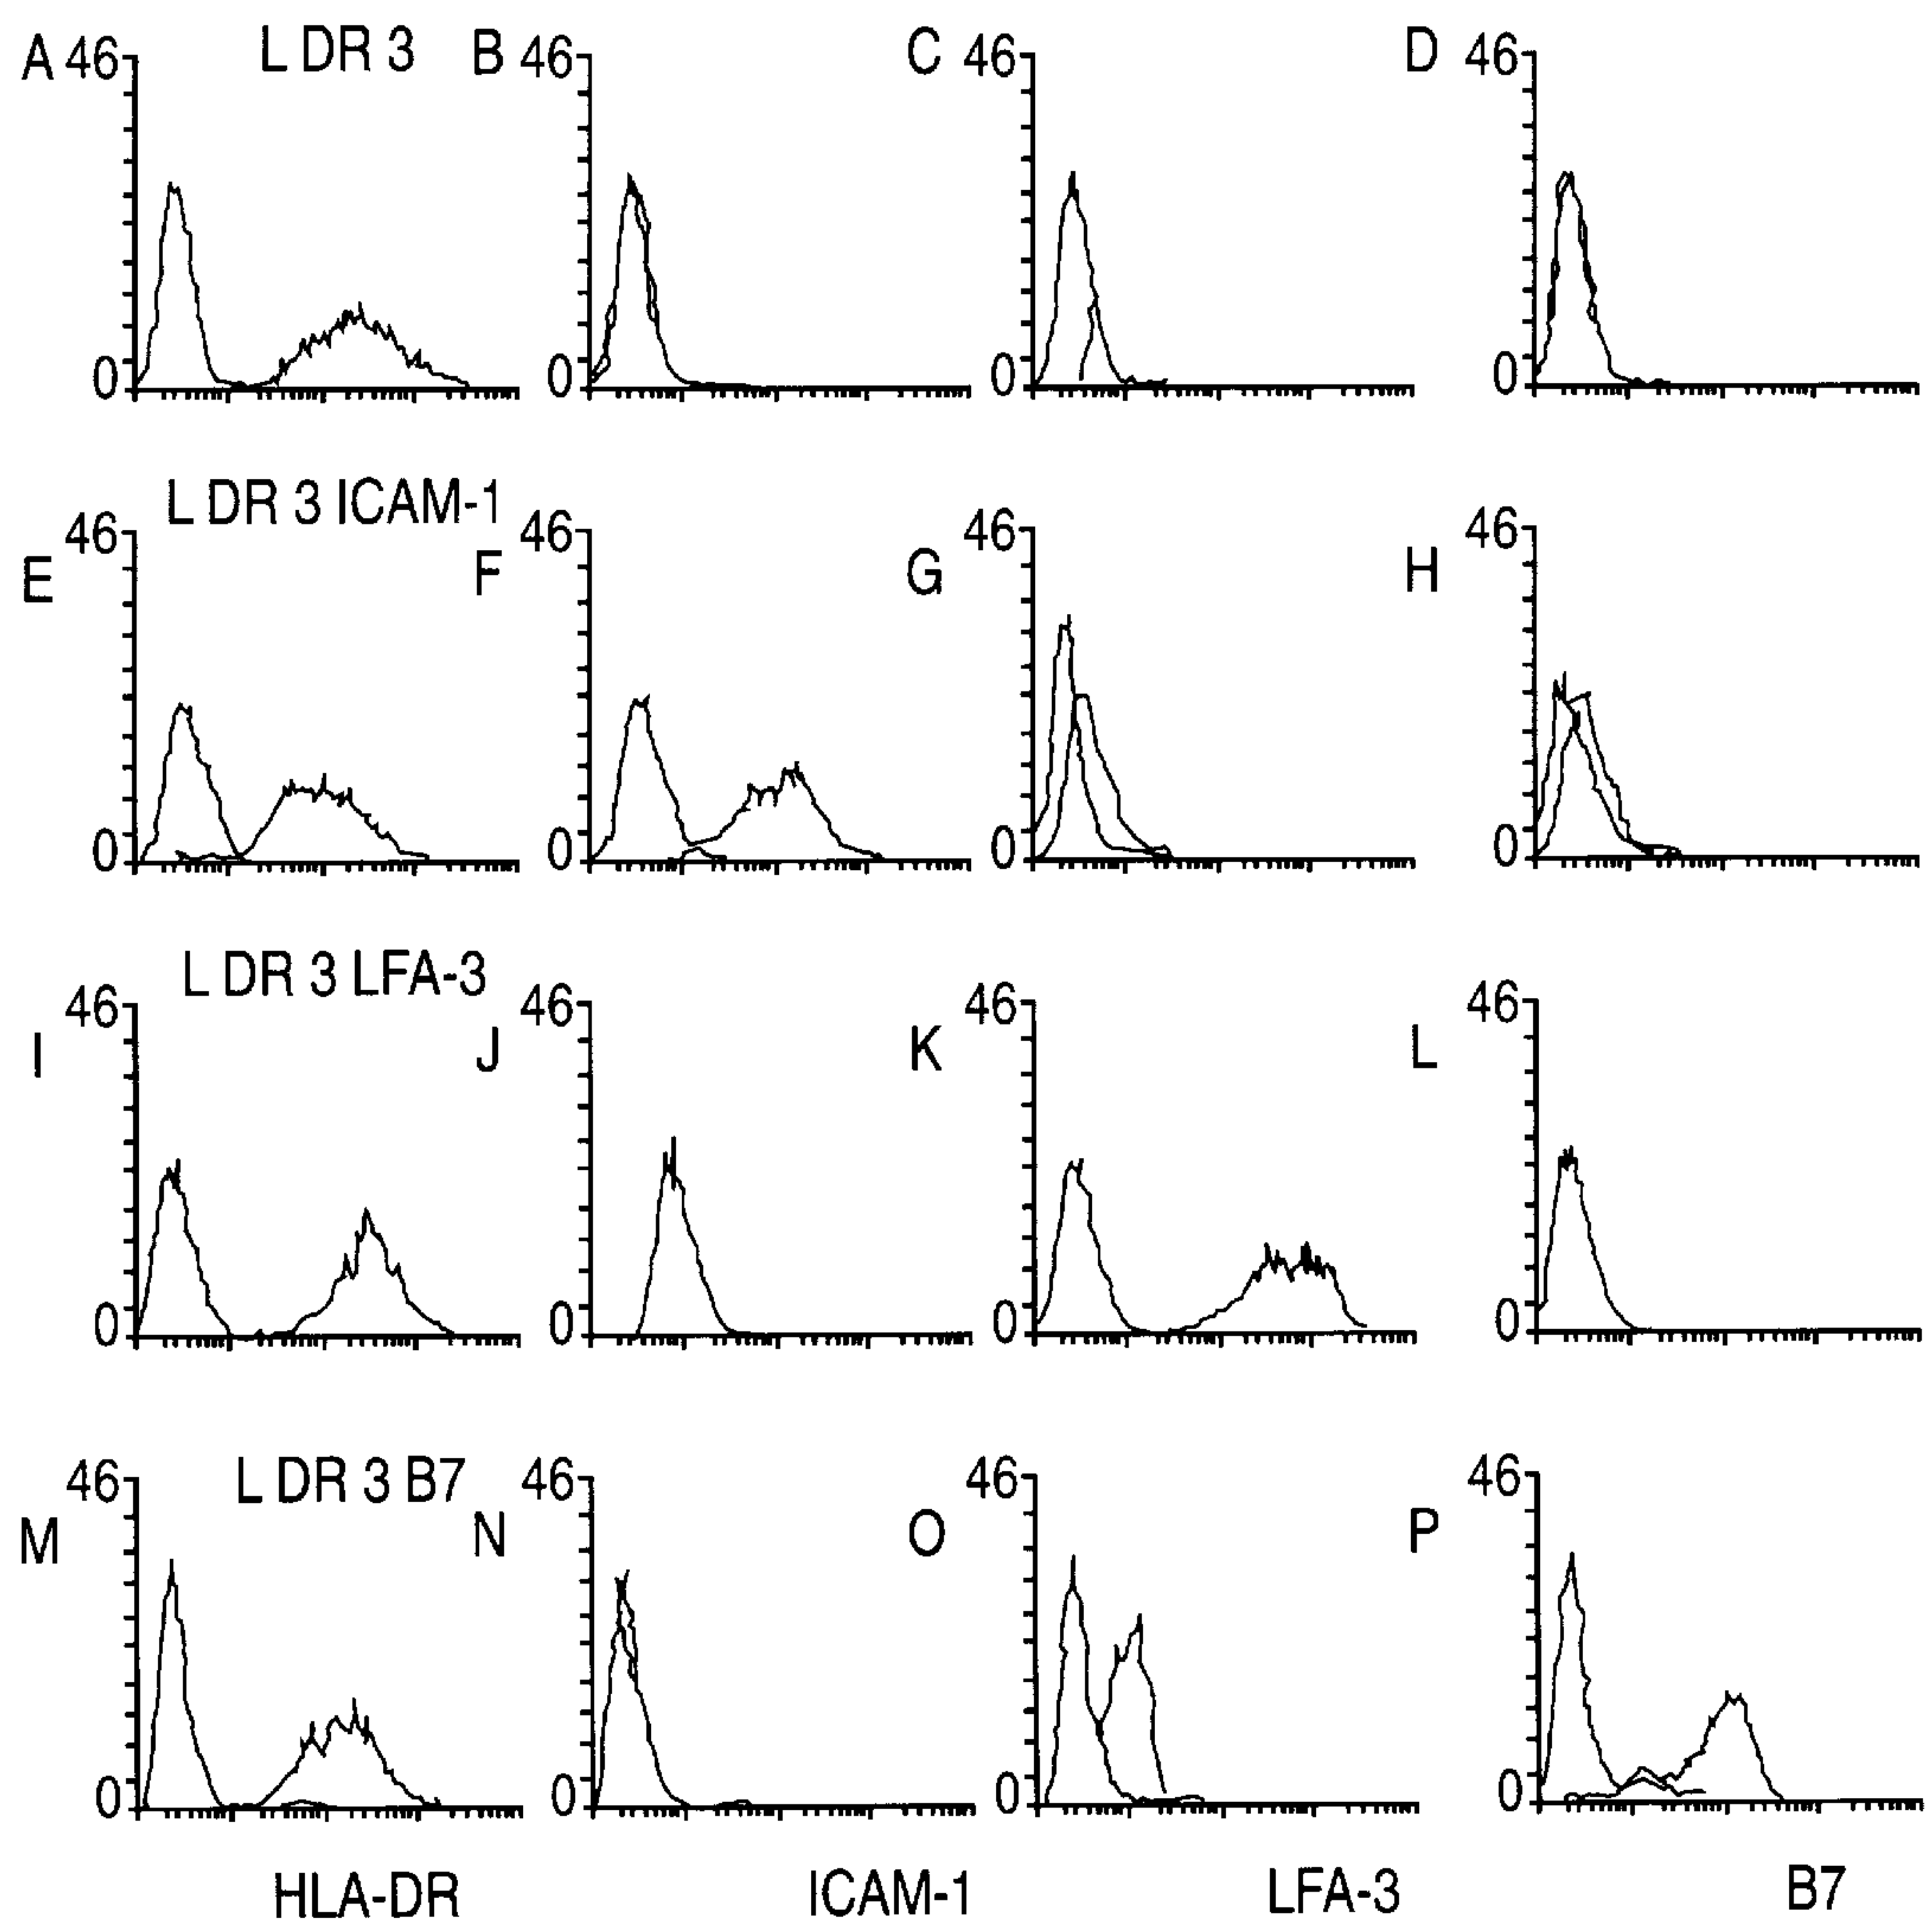 A 46 L DR 3 B 46 C 46 D 46
0 0 0 0
L DR 3 ICAM-1
46 46 46 46
E F G H
0 0 0 0
L DR 3 LFA-3
46 46 46 46
I J K L
0 0 0 0
L DR 3 B7
46 46 46 46
M N O P
0 0 0 0
HLA-DR ICAM-1 LFA-3 B7